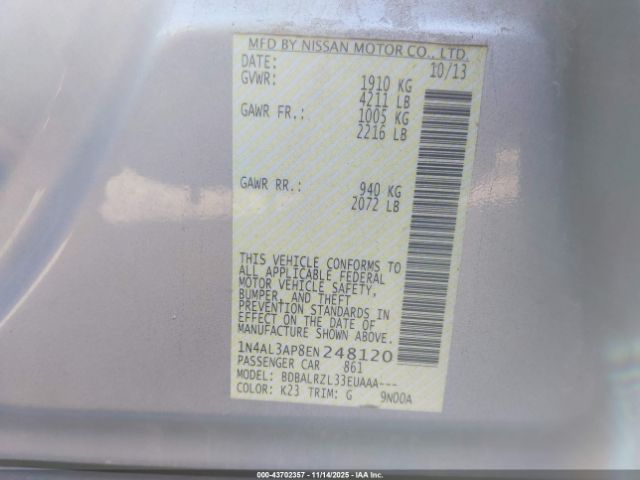 MFD BY NISSAN MOTOR CO., LTD.
DATE: 10/13
GVWR: 1910 KG
4211 LB
GAWR FR.: 1005 KG
2216 LB
GAWR RR.: 940 KG
2072 LB
THIS VEHICLE CONFORMS TO
ALL APPLICABLE FEDERAL
MOTOR VEHICLE SAFETY,
BUMPER, AND THEFT
PREVENTION STANDARDS IN
EFFECT ON THE DATE OF
MANUFACTURE SHOWN ABOVE.
1N4AL3AP8EN248120
PASSENGER CAR 861
MODEL: BDBALRZL33EUAAA---
COLOR: K23 TRIM: G 9N00A
000-43702357 - 11/14/2025 - IAA Inc.